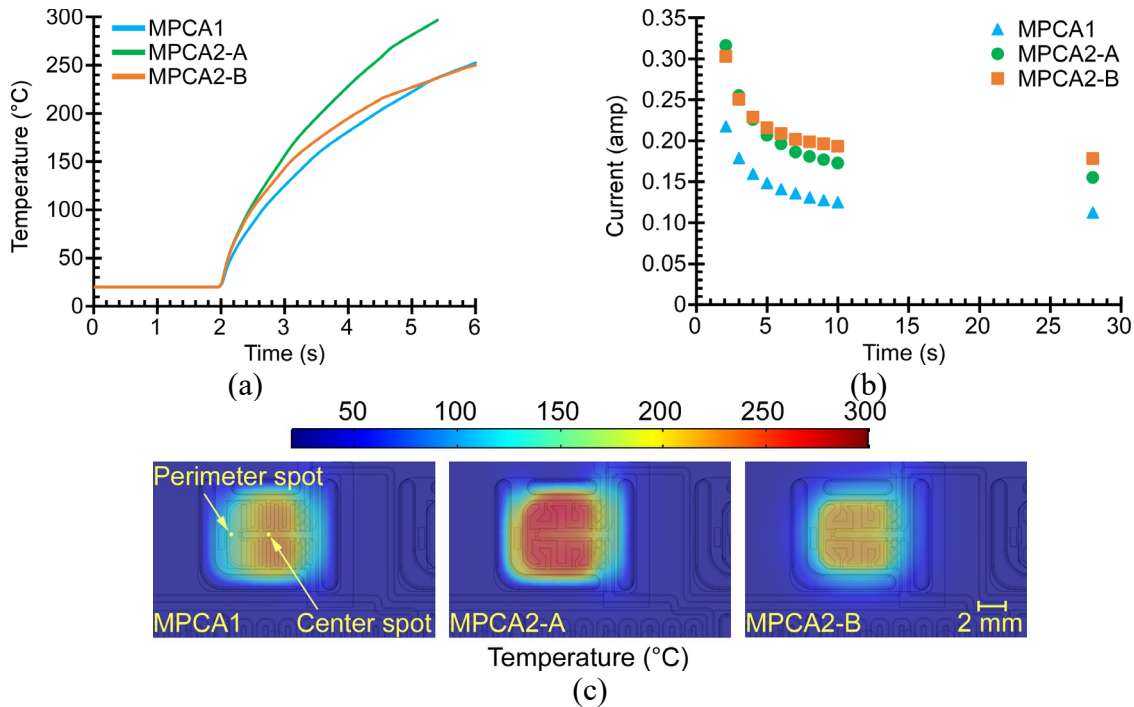 300
250
200
150
100
50
0
Temperature (°C)
MPCA1
MPCA2-A
MPCA2-B
0 1 2 3 4 5 6
Time (s)
(a)
0.35
0.30
0.25
0.20
0.15
0.10
0.05
0
Current (amp)
MPCA1
MPCA2-A
MPCA2-B
0 5 10 15 20 25 30
Time (s)
(b)
50 100 150 200 250 300
Perimeter spot
MPCA1
Center spot
MPCA2-A
MPCA2-B
2 mm
Temperature (°C)
(c)